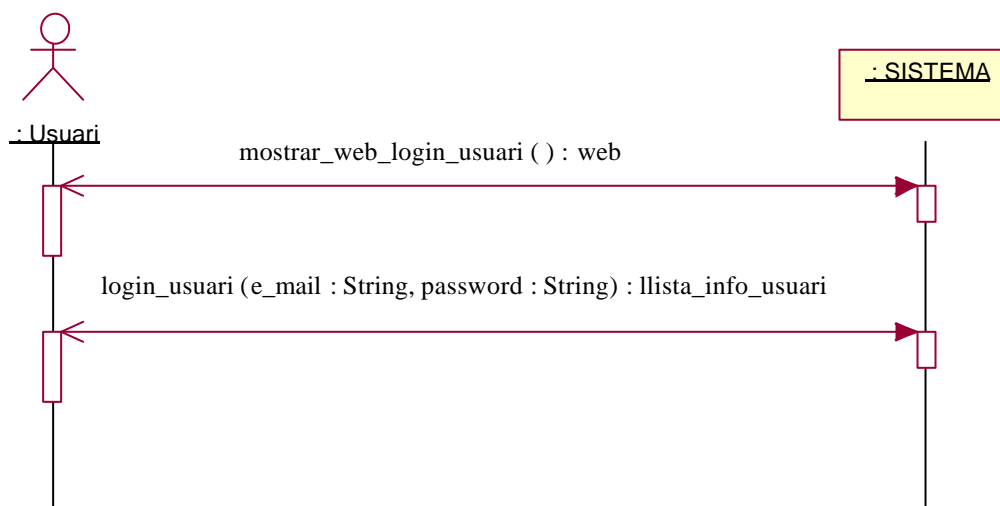 : SISTEMA
: Usuari
mostrar_web_login_usuari ( ) : web
login_usuari (e_mail : String, password : String) : llista_info_usuari